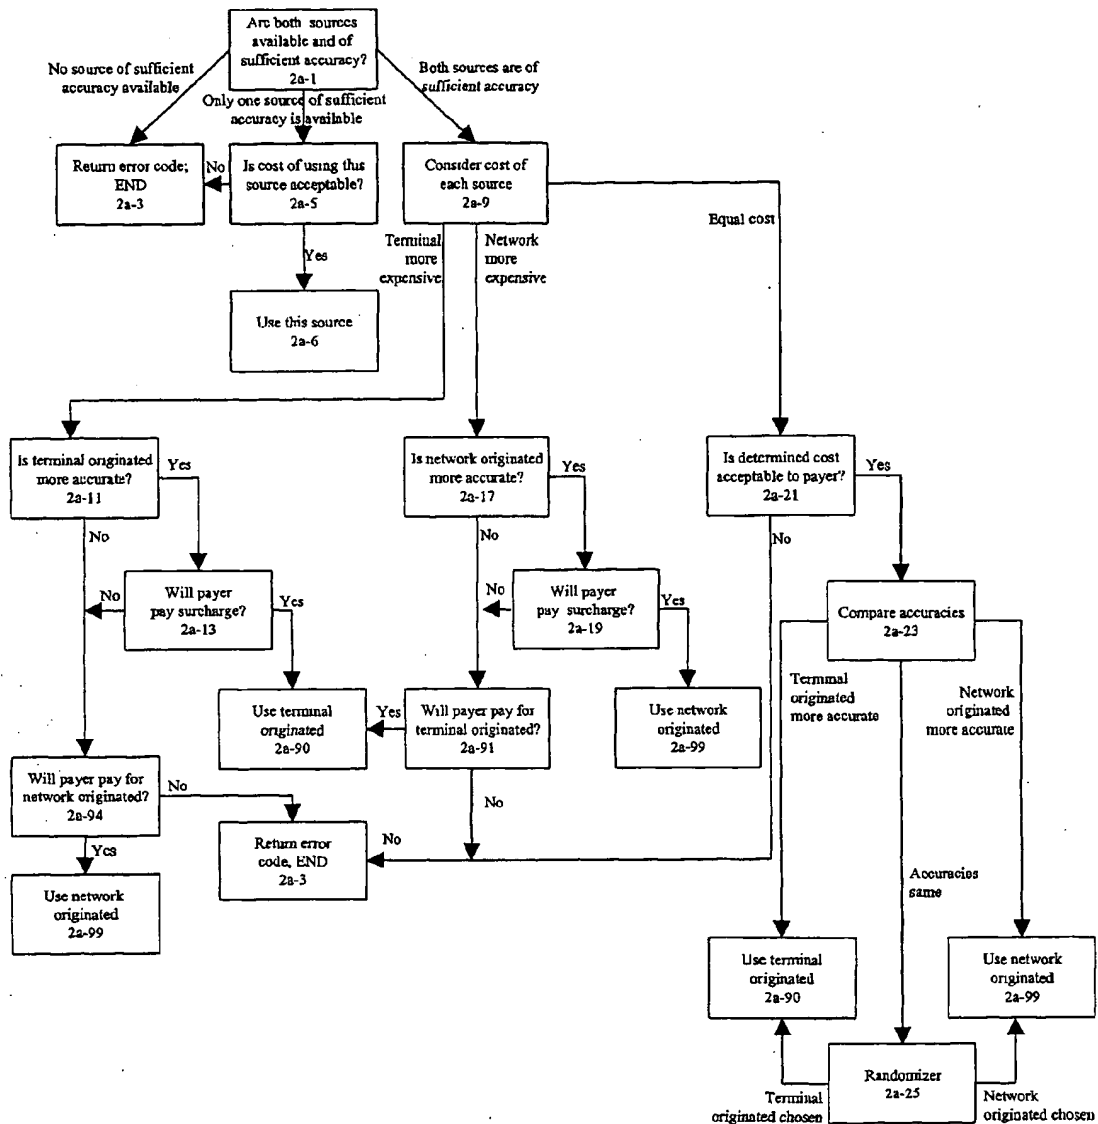 Are both sources
available and of
sufficient accuracy?
2a-1
No source of sufficient
accuracy available
Only one source of sufficient
accuracy is available
Both sources are of
sufficient accuracy
Return error code;
END
2a-3
No
Is cost of using this
source acceptable?
2a-5
Consider cost of
each source
2a-9
Equal cost
Yes
Terminal
more
expensive
Network
more
expensive
Use this source
2a-6
Is terminal originated
more accurate?
2a-11
Yes
Is network originated
more accurate?
2a-17
Yes
Is determined cost
acceptable to payer?
2a-21
Yes
No
No
No
Will payer
pay surcharge?
2a-13
No
Yes
Will payer
pay surcharge?
2a-19
No
Yes
Compare accuracies
2a-23
Use terminal
originated
2a-90
Yes
Will payer pay for
terminal originated?
2a-91
Use network
originated
2a-99
Terminal
originated
more accurate
Network
originated
more accurate
Will payer pay for
network originated?
2a-94
No
No
Return error
code, END
2a-3
No
Yes
Use network
originated
2a-99
Accuracies
same
Use terminal
originated
2a-90
Use network
originated
2a-99
Randomizer
2a-25
Terminal
originated chosen
Network
originated chosen